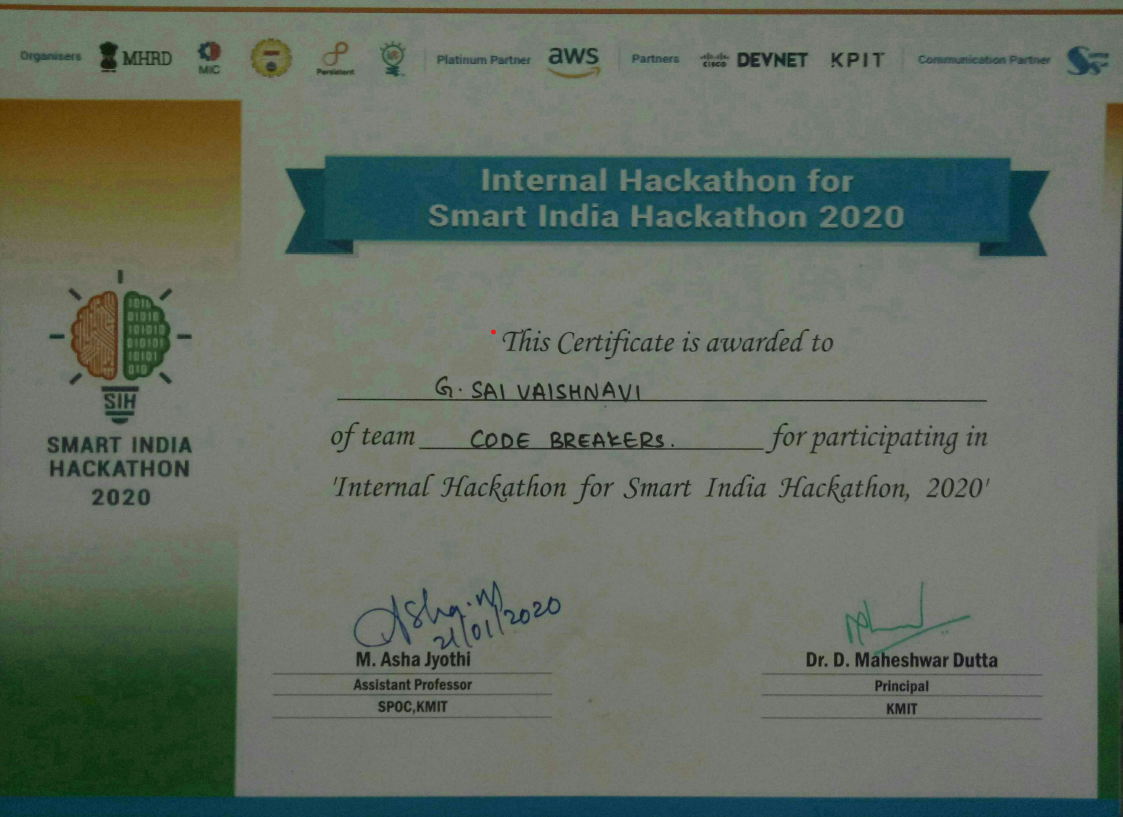 Organisers MHRD MIC Persistent Platinum Partner aws Partners CISCO DEVNET KPIT Communication Partner
Internal Hackathon for
Smart India Hackathon 2020
This Certificate is awarded to
G. SAI VAISHNAVI
of team CODE BREAKERS. for participating in
'Internal Hackathon for Smart India Hackathon, 2020'
SIH
SMART INDIA
HACKATHON
2020
Asha.M
21/01/2020
M. Asha Jyothi
Assistant Professor
SPOC,KMIT
Dr. D. Maheshwar Dutta
Principal
KMIT